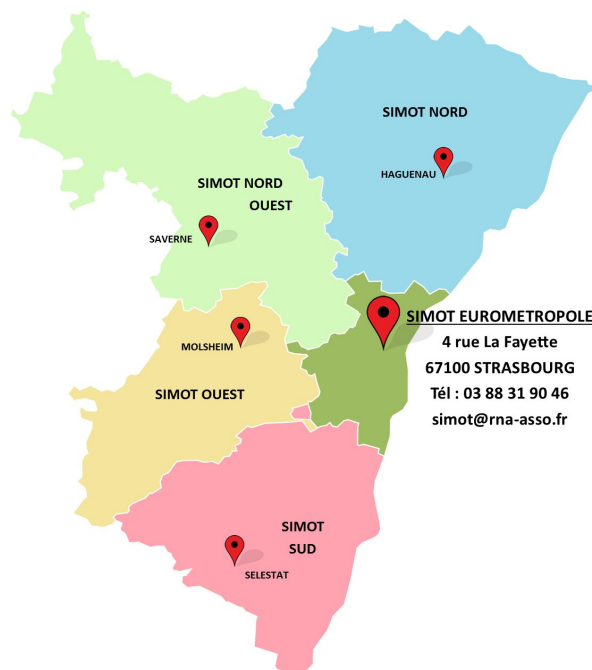 SIMOT NORD
HAGUENAU
SIMOT NORD
OUEST
SAVERNE
SIMOT EUROMETROPOLE
4 rue La Fayette
67100 STRASBOURG
Tél : 03 88 31 90 46
simot@rna-asso.fr
MOLSHEIM
SIMOT OUEST
SIMOT
SUD
SELESTAT